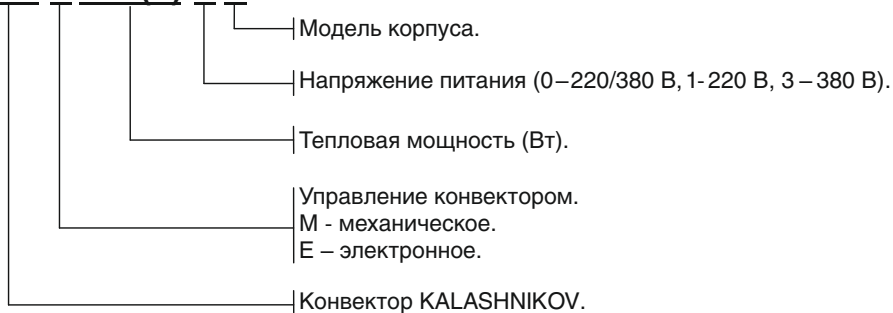 Модель корпуса.
Напряжение питания (0–220/380 В, 1- 220 В, 3 – 380 В).
Тепловая мощность (Вт).
Управление конвектором.
М - механическое.
Е – электронное.
Конвектор KALASHNIKOV.